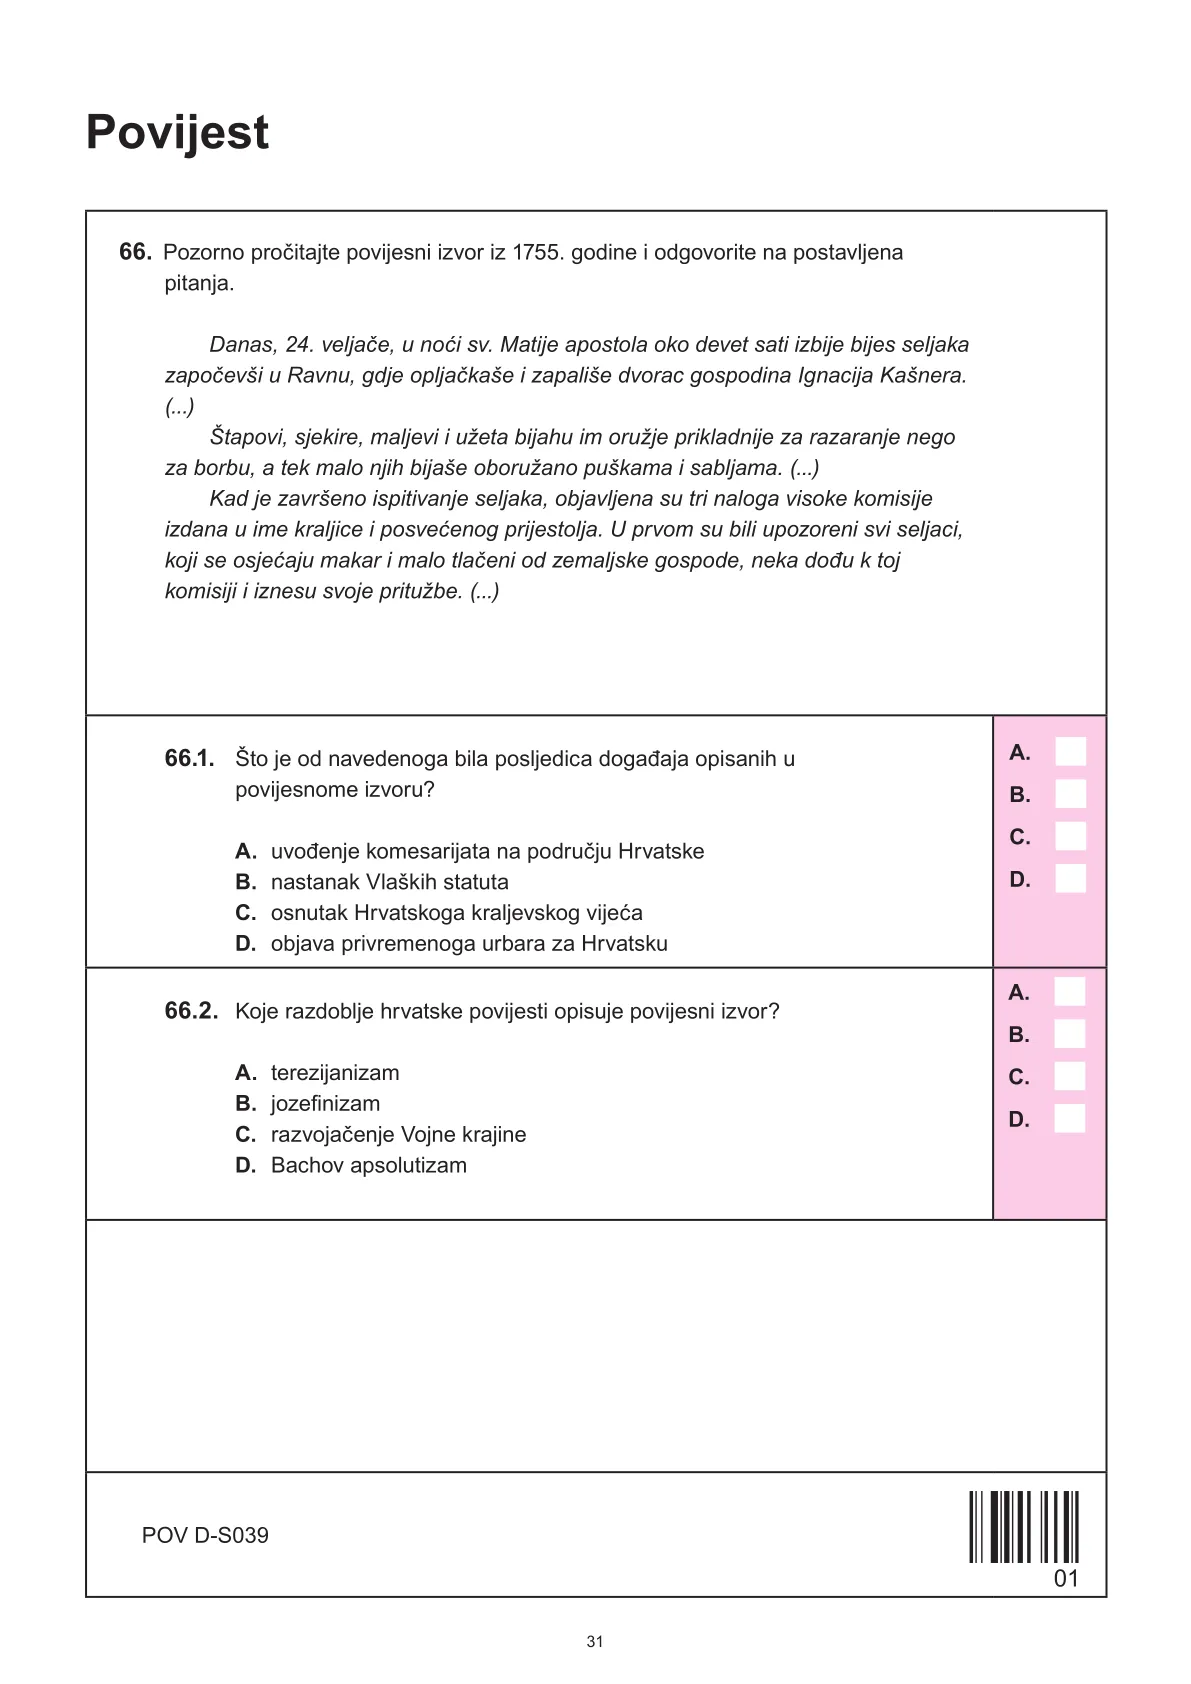 Povijest
66. Pozorno pročitajte povijesni izvor iz 1755. godine i odgovorite na postavljena
pitanja.
Danas, 24. veljače, u noći sv. Matije apostola oko devet sati izbije bijes seljaka
započevši u Ravnu, gdje opljačkaše i zapališe dvorac gospodina Ignacija Kašnera.
(...)
Štapovi, sjekire, maljevi i užeta bijahu im oružje prikladnije za razaranje nego
za borbu, a tek malo njih bijaše oboružano puškama i sabljama. (...)
Kad je završeno ispitivanje seljaka, objavljena su tri naloga visoke komisije
izdana u ime kraljice i posvećenog prijestolja. U prvom su bili upozoreni svi seljaci,
koji se osjećaju makar i malo tlačeni od zemaljske gospode, neka dođu k toj
komisiji i iznesu svoje pritužbe. (...)
66.1. Što je od navedenoga bila posljedica događaja opisanih u
povijesnome izvoru?
A. uvođenje komesarijata na području Hrvatske
B. nastanak Vlaških statuta
C. osnutak Hrvatskoga kraljevskog vijeća
D. objava privremenoga urbara za Hrvatsku
A.
B.
C.
D.
66.2. Koje razdoblje hrvatske povijesti opisuje povijesni izvor?
A. terezijanizam
B. jozefinizam
C. razvojačenje Vojne krajine
D. Bachov apsolutizam
A.
B.
C.
D.
POV D-S039
01
31